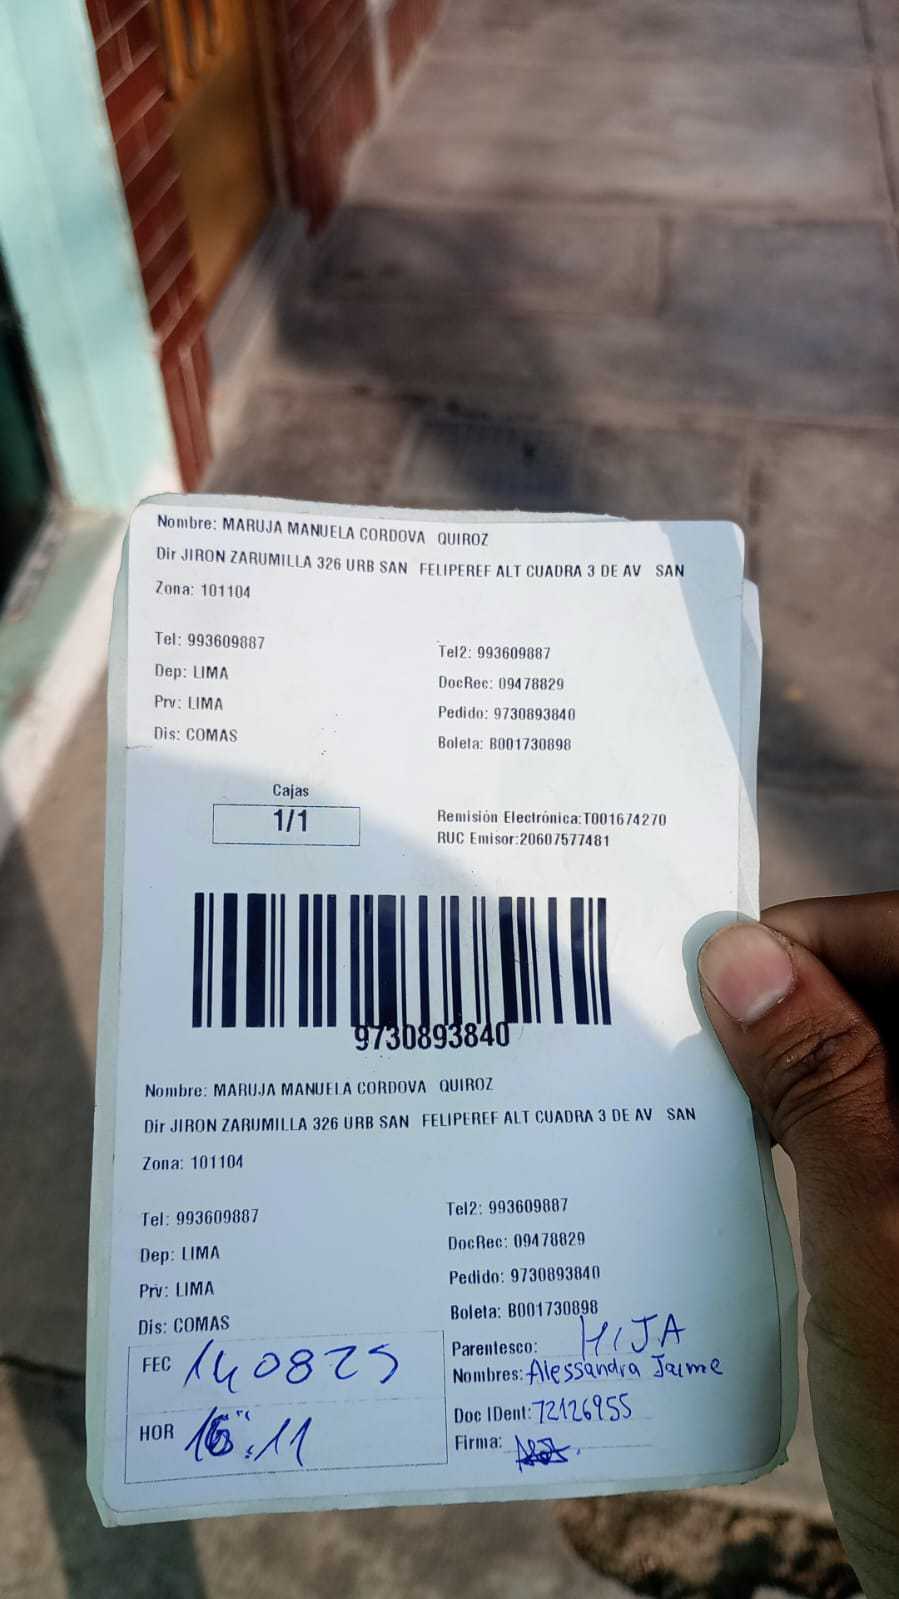 Nombre: MARUJA MANUELA CORDOVA QUIROZ
Dir JIRON ZARUMILLA 326 URB SAN FELIPEREF ALT CUADRA 3 DE AV SAN
Zona: 101104
Tel: 993609887
Tel2: 993609887
Dep: LIMA
DocRec: 09478829
Prv: LIMA
Pedido: 9730893840
Dis: COMAS
Boleta: B001730898
Cajas
1/1
Remisión Electrónica:T001674270
RUC Emisor:20607577481
9730893840
Nombre: MARUJA MANUELA CORDOVA QUIROZ
Dir JIRON ZARUMILLA 326 URB SAN FELIPEREF ALT CUADRA 3 DE AV SAN
Zona: 101104
Tel: 993609887
Tel2: 993609887
Dep: LIMA
DocRec: 09478829
Prv: LIMA
Pedido: 9730893840
Dis: COMAS
Boleta: B001730898
FEC 140825
Parentesco: HIJA
Nombres: Alessandra Jaime
HOR 16:11
Doc IDent: 72126955
Firma: